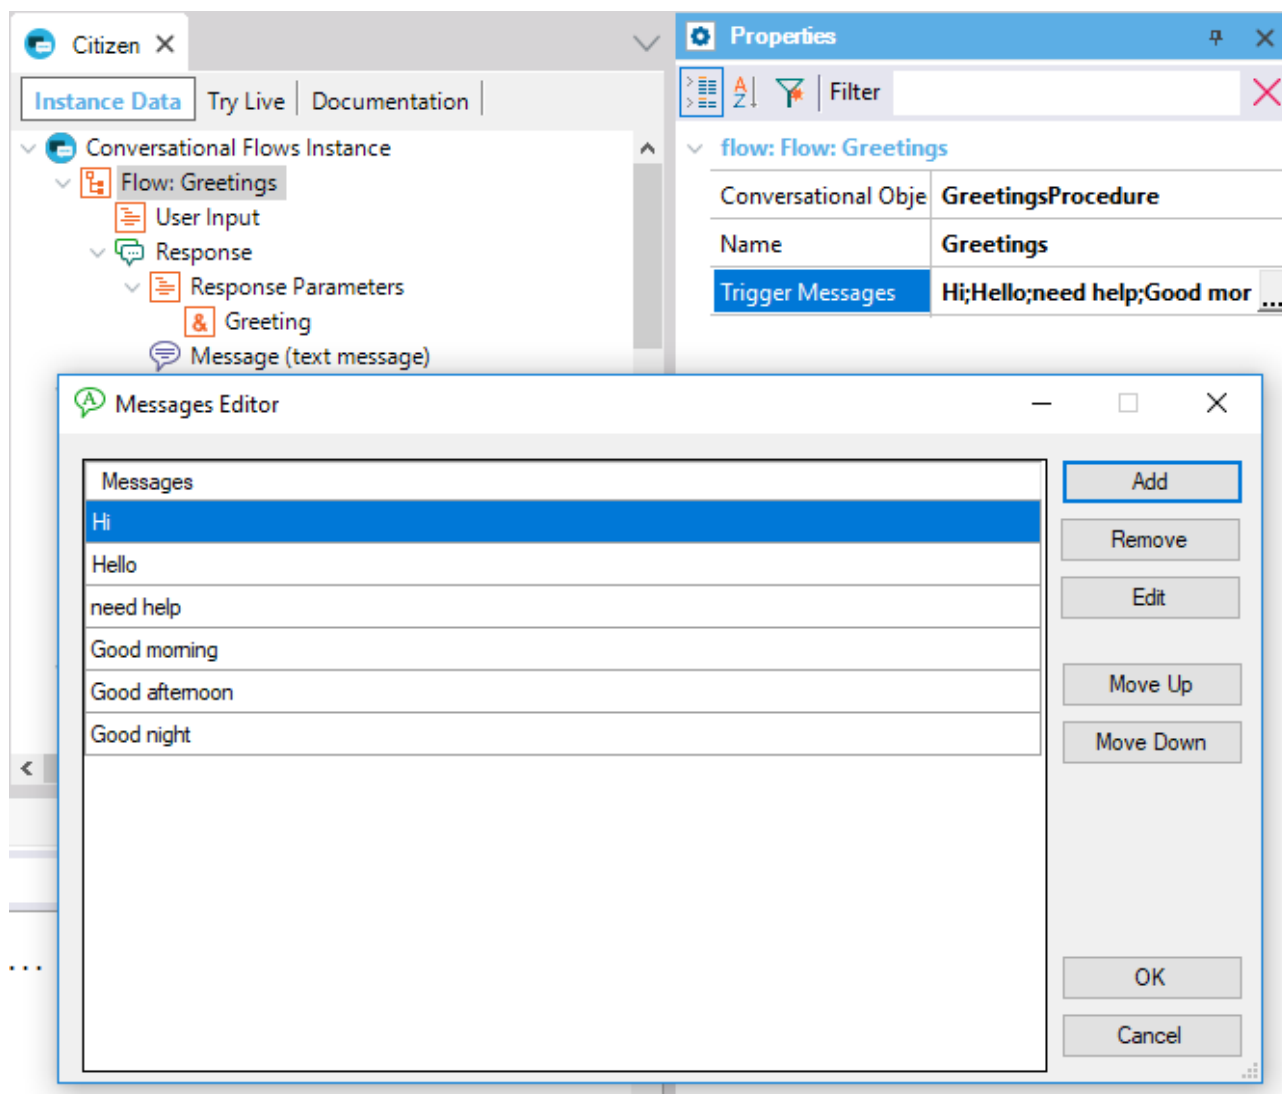 Citizen
Properties
Instance Data
Try Live
Documentation
Filter
Conversational Flows Instance
Flow: Greetings
User Input
Response
Response Parameters
& Greeting
Message (text message)
flow: Flow: Greetings
Conversational Obje GreetingsProcedure
Name Greetings
Trigger Messages Hi;Hello;need help;Good mor ...
Messages Editor
Messages
Hi
Hello
need help
Good morning
Good afternoon
Good night
Add
Remove
Edit
Move Up
Move Down
OK
Cancel
...